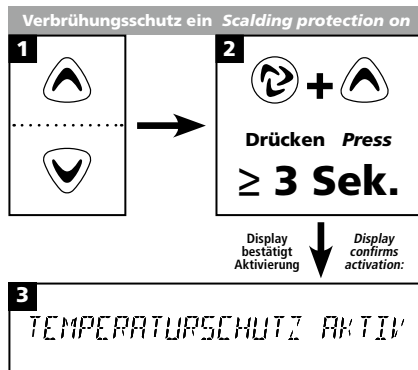 Verbrühungsschutz ein Scalding protection on
1
2
+
Drücken Press
≥ 3 Sek.
Display bestätigt Aktivierung
Display confirms activation:
3
TEMPERATURSCHUTZ AKTIV